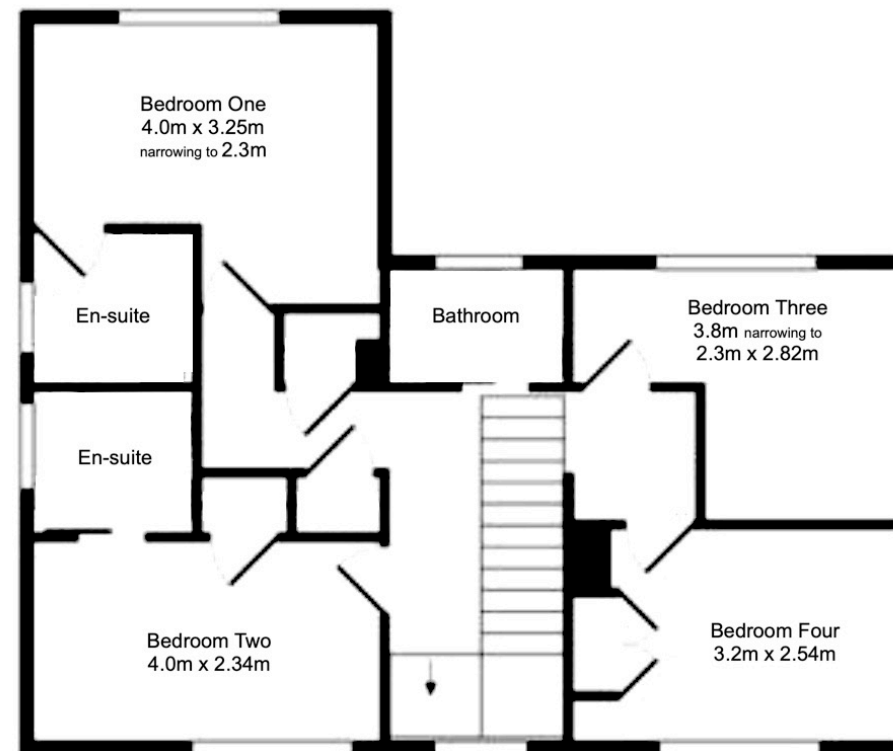 Bedroom One
4.0m x 3.25m
narrowing to 2.3m
En-suite
Bathroom
Bedroom Three
3.8m narrowing to
2.3m x 2.82m
En-suite
Bedroom Two
4.0m x 2.34m
Bedroom Four
3.2m x 2.54m